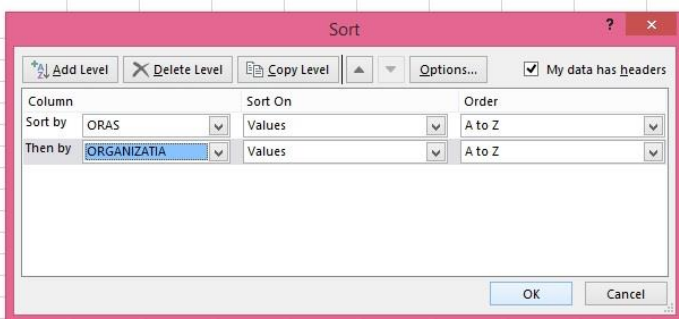 Sort
?
Add Level Delete Level Copy Level Options... My data has headers
Column Sort On Order
Sort by ORAS Values A to Z
Then by ORGANIZATIA Values A to Z
OK Cancel